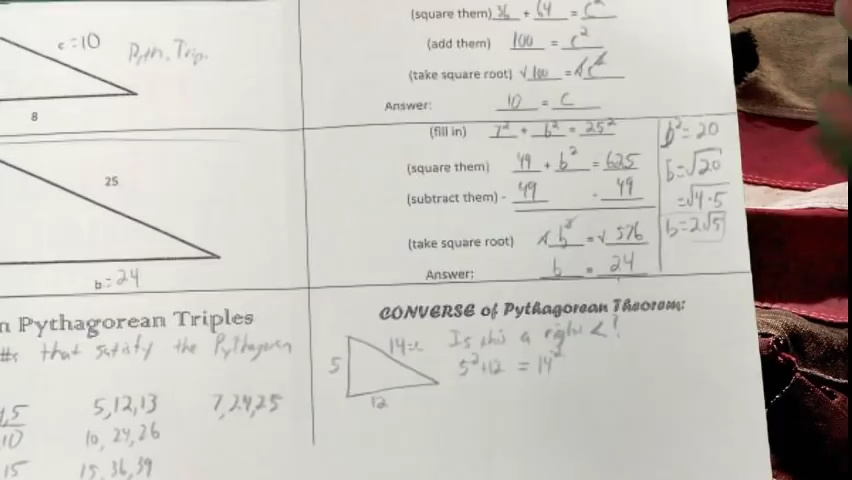 (square them) 36 + 64 = c²
c = 10
Pyth. Trip.
(add them) 100 = c²
(take square root) √100 = √c²
8
Answer: 10 = c
(fill in) 7² + b² = 25²
b² = 20
25
(square them) 49 + b² = 625
b = √20
(subtract them) - 49 - 49
= √4·5
b = 2√5
(take square root) √b² = √576
b = 24
Answer: b = 24
n Pythagorean Triples
#s that satisfy the Pythagorean
,5
5,12,13
7,24,25
10
10,24,26
15
15,36,39
CONVERSE of Pythagorean Theorem:
Is this a right <!
5
14=c
12
5²+12 = 14²